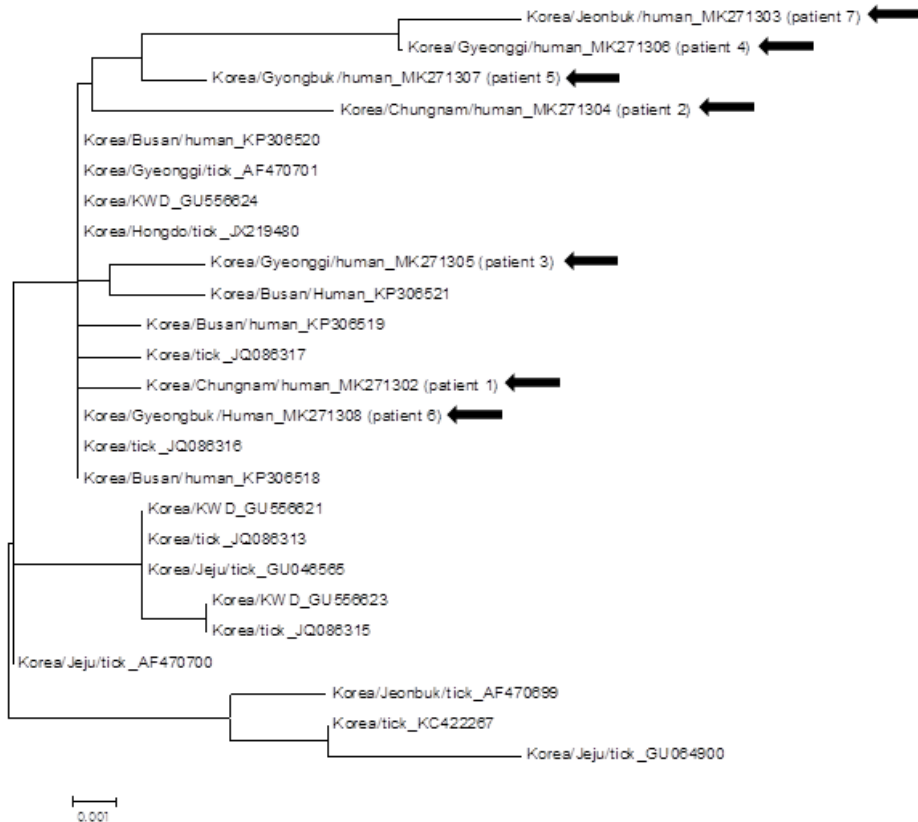 Korea/Jeonbuk/human_MK271303 (patient 7)
Korea/Gyeonggi/human_MK271306 (patient 4)
Korea/Gyongbuk/human_MK271307 (patient 5)
Korea/Chungnam/human_MK271304 (patient 2)
Korea/Busan/human_KP306520
Korea/Gyeonggi/tick_AF470701
Korea/KWD_GU556624
Korea/Hongdo/tick_JX219480
Korea/Gyeonggi/human_MK271305 (patient 3)
Korea/Busan/Human_KP306521
Korea/Busan/human_KP306519
Korea/tick_JQ086317
Korea/Chungnam/human_MK271302 (patient 1)
Korea/Gyeongbuk/Human_MK271308 (patient 6)
Korea/tick_JQ086316
Korea/Busan/human_KP306518
Korea/KWD_GU556621
Korea/tick_JQ086313
Korea/Jeju/tick_GU046565
Korea/KWD_GU556623
Korea/tick_JQ086315
Korea/Jeju/tick_AF470700
Korea/Jeonbuk/tick_AF470699
Korea/tick_KC422267
Korea/Jeju/tick_GU064900
0.001